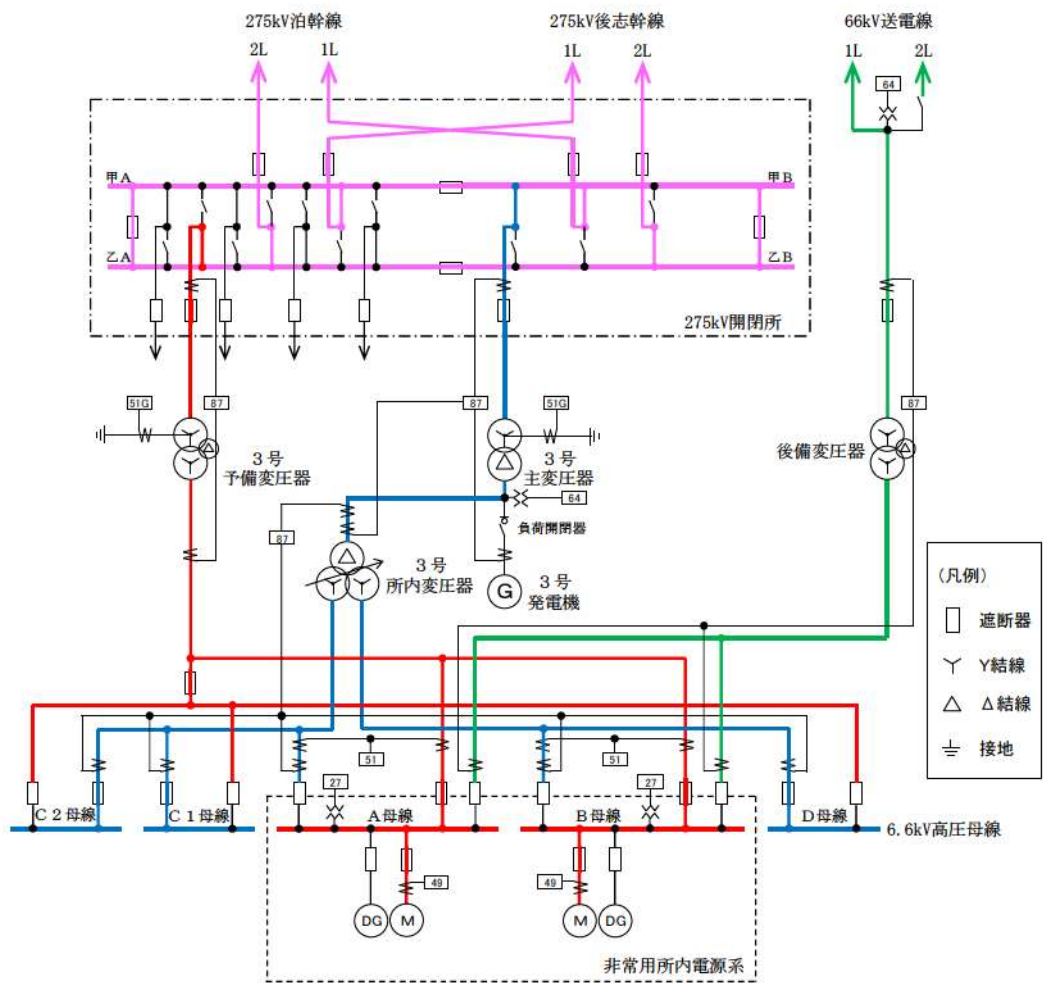 275kV泊幹線
275kV後志幹線
66kV送電線
2L
1L
1L
2L
1L
2L
64
甲A
甲B
乙A
乙B
275kV開閉所
51G
87
87
51G
87
3号
予備変圧器
3号
主変圧器
後備変圧器
64
87
負荷開閉器
3号
所内変圧器
G
3号
発電機
(凡例)
遮断器
Y結線
Δ結線
接地
51
51
27
27
C2母線
C1母線
A母線
B母線
D母線
6.6kV高圧母線
49
49
DG
M
M
DG
非常用所内電源系